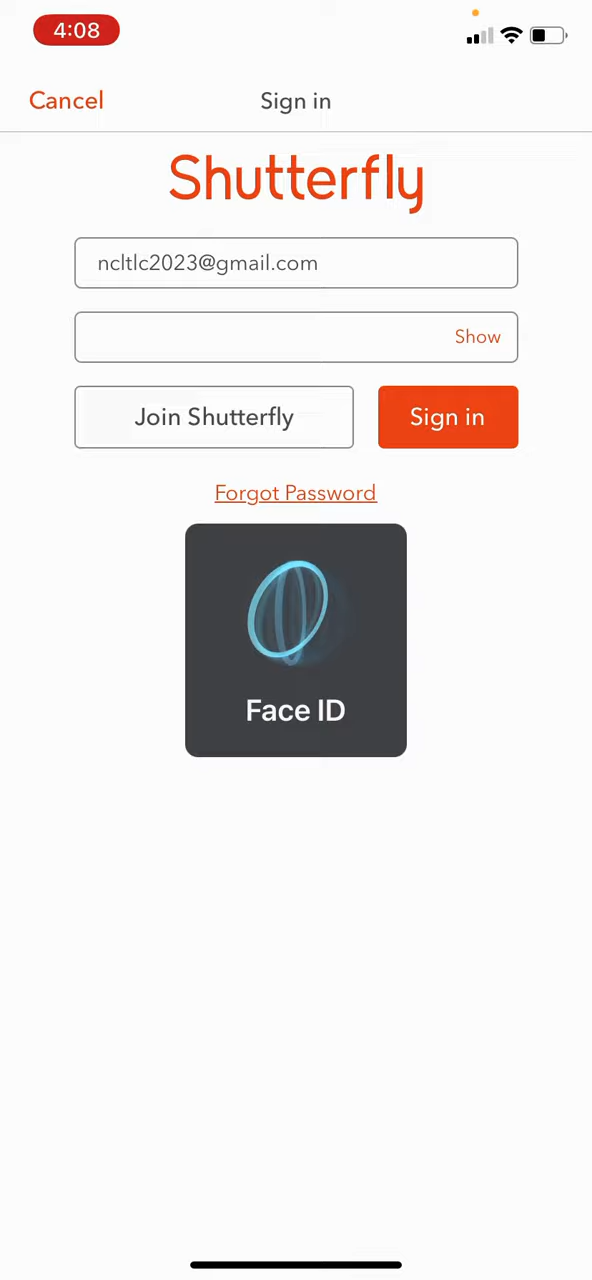 4:08
Cancel
Sign in
Shutterfly
ncltlc2023@gmail.com
Show
Join Shutterfly
Sign in
Forgot Password
Face ID